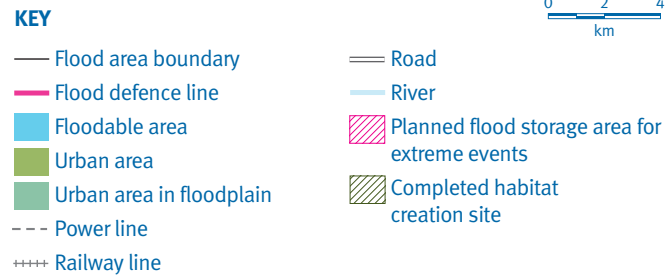 KEY
0 2 4
km
Flood area boundary
Flood defence line
Floodable area
Urban area
Urban area in floodplain
Power line
Railway line
Road
River
Planned flood storage area for
extreme events
Completed habitat
creation site